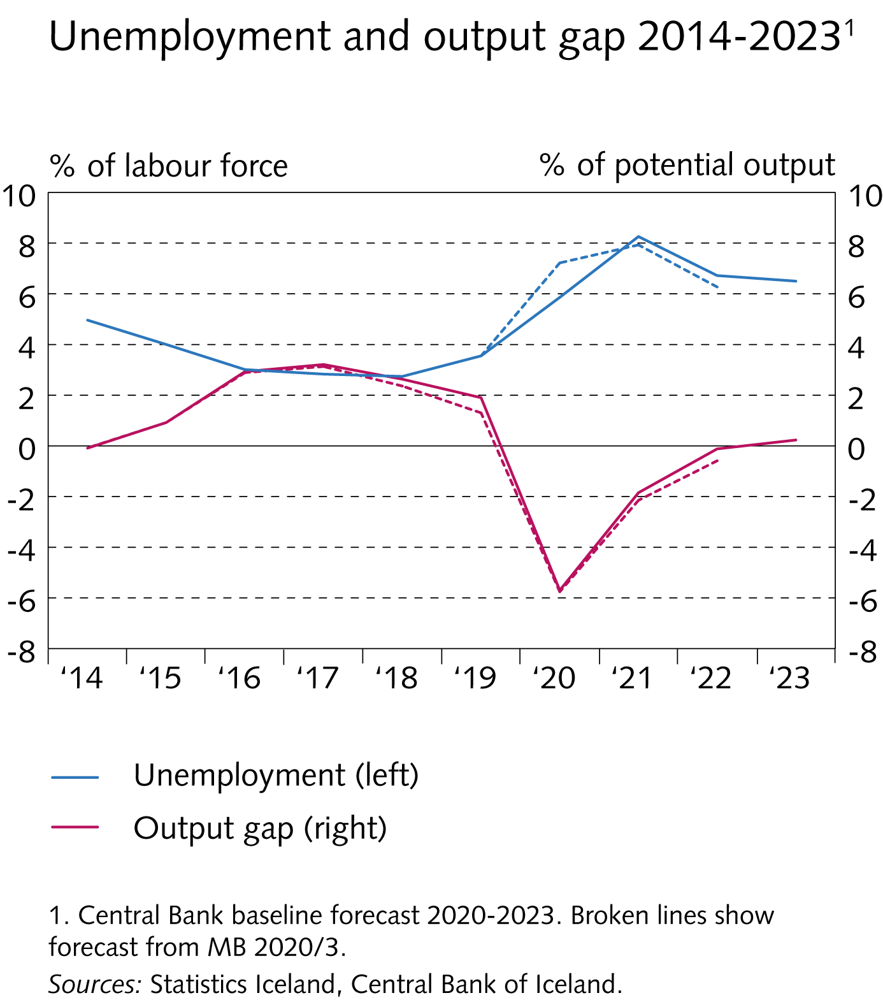 Unemployment and output gap 2014-2023¹
% of labour force
% of potential output
10
8
6
4
2
0
-2
-4
-6
-8
10
8
6
4
2
0
-2
-4
-6
-8
‘14 ‘15 ‘16 ‘17 ‘18 ‘19 ‘20 ‘21 ‘22 ‘23
Unemployment (left)
Output gap (right)
1. Central Bank baseline forecast 2020-2023. Broken lines show
forecast from MB 2020/3.
Sources: Statistics Iceland, Central Bank of Iceland.